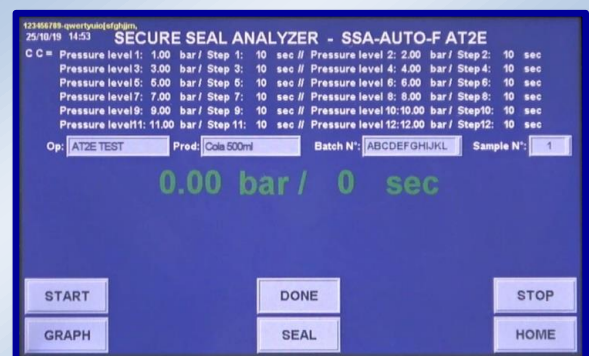 123456789-qwertyuio[sfghjjm,
25/10/19 14:53 SECURE SEAL ANALYZER - SSA-AUTO-F AT2E
C C = Pressure level 1: 1.00 bar / Step 1: 10 sec // Pressure level 2: 2.00 bar / Step 2: 10 sec
Pressure level 3: 3.00 bar / Step 3: 10 sec // Pressure level 4: 4.00 bar / Step 4: 10 sec
Pressure level 5: 5.00 bar / Step 5: 10 sec // Pressure level 6: 6.00 bar / Step 6: 10 sec
Pressure level 7: 7.00 bar / Step 7: 10 sec // Pressure level 8: 8.00 bar / Step 8: 10 sec
Pressure level 9: 9.00 bar / Step 9: 10 sec // Pressure level 10:10.00 bar / Step10: 10 sec
Pressure level11: 11.00 bar / Step 11: 10 sec // Pressure level 12:12.00 bar / Step12: 10 sec
Op: AT2E TEST Prod: Cola 500ml Batch N°: ABCDEFGHIJKL Sample N°: 1
0.00 bar / 0 sec
START DONE STOP
GRAPH SEAL HOME